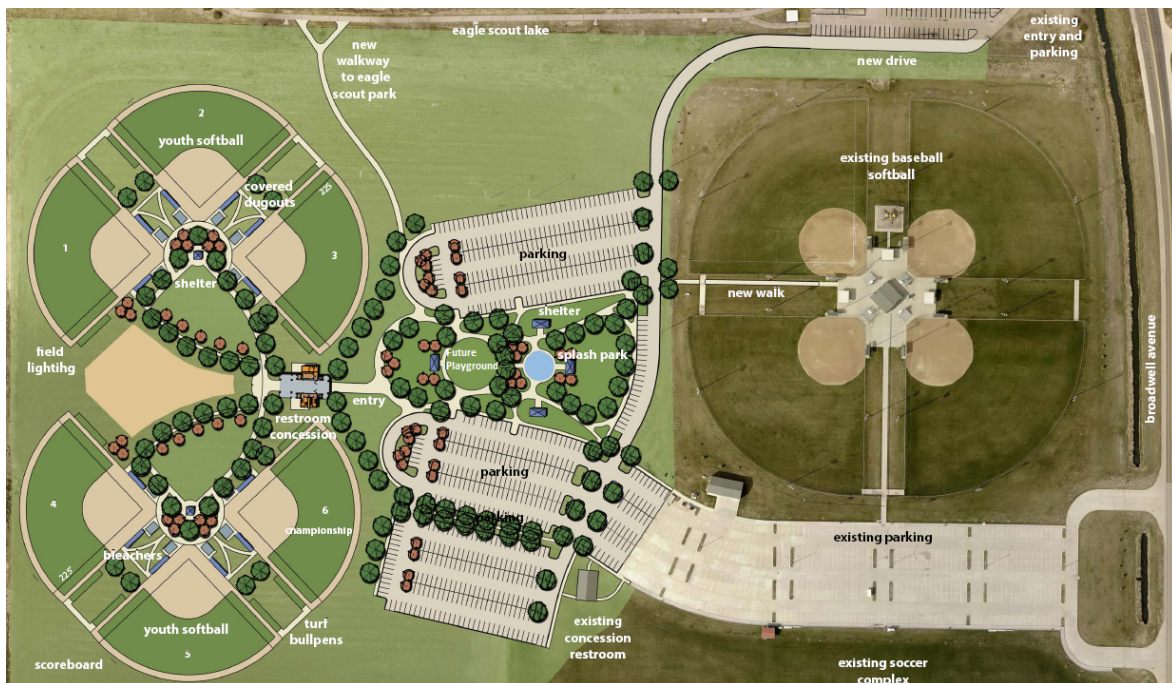 eagle scout lake
existing
entry and
parking
new
walkway
to eagle
scout park
new drive
2
youth softball
existing baseball
softball
covered
dugouts
225
1
3
parking
shelter
new walk
shelter
field
lightihg
Future
Playground
splash park
entry
restroom
concession
broadwell avenue
parking
4
6
championship
parking
existing parking
bleachers
225
youth softball
5
turf
bullpens
existing
concession
restroom
scoreboard
existing soccer
complex